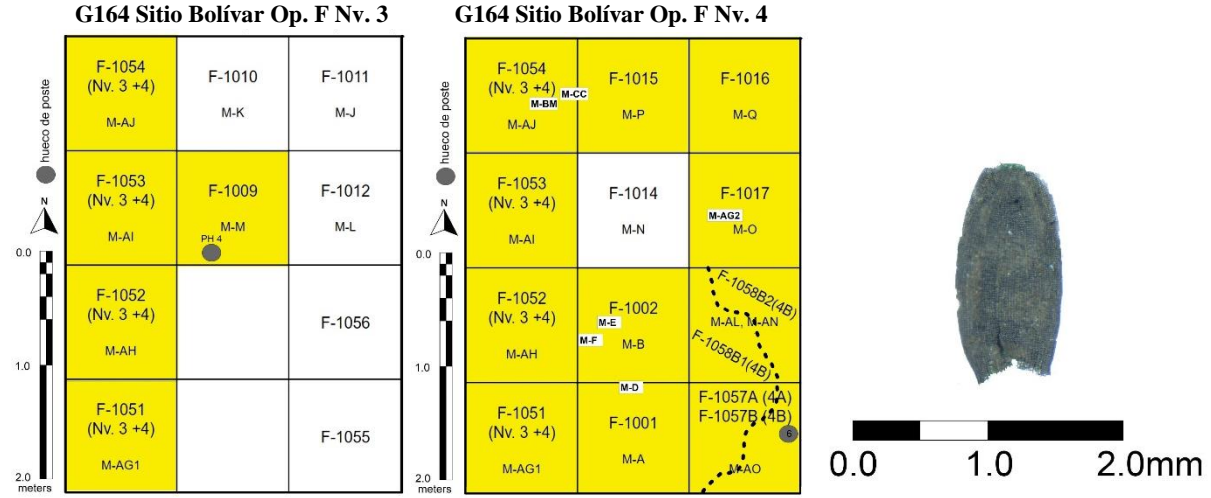 G164 Sitio Bolívar Op. F Nv. 3
hueco de poste
N
0.0
1.0
2.0
meters
F-1054
(Nv. 3 +4)
M-AJ
F-1010
M-K
F-1011
M-J
F-1053
(Nv. 3 +4)
M-AI
F-1009
M-M
PH 4
F-1012
M-L
F-1052
(Nv. 3 +4)
M-AH
F-1056
F-1051
(Nv. 3 +4)
M-AG1
F-1055
G164 Sitio Bolívar Op. F Nv. 4
hueco de poste
N
0.0
1.0
2.0
meters
F-1054
(Nv. 3 +4)
M-CC
M-BM
M-AJ
F-1015
M-P
F-1016
M-Q
F-1053
(Nv. 3 +4)
M-AI
F-1014
M-N
F-1017
M-AG2
M-O
F-1052
(Nv. 3 +4)
M-AH
F-1002
M-E
M-F
M-B
F-1058B2(4B)
M-AL, M-AN
F-1058B1(4B)
F-1051
(Nv. 3 +4)
M-AG1
M-D
F-1001
M-A
F-1057A (4A)
F-1057B (4B)
6
M-AO
0.0 1.0 2.0mm